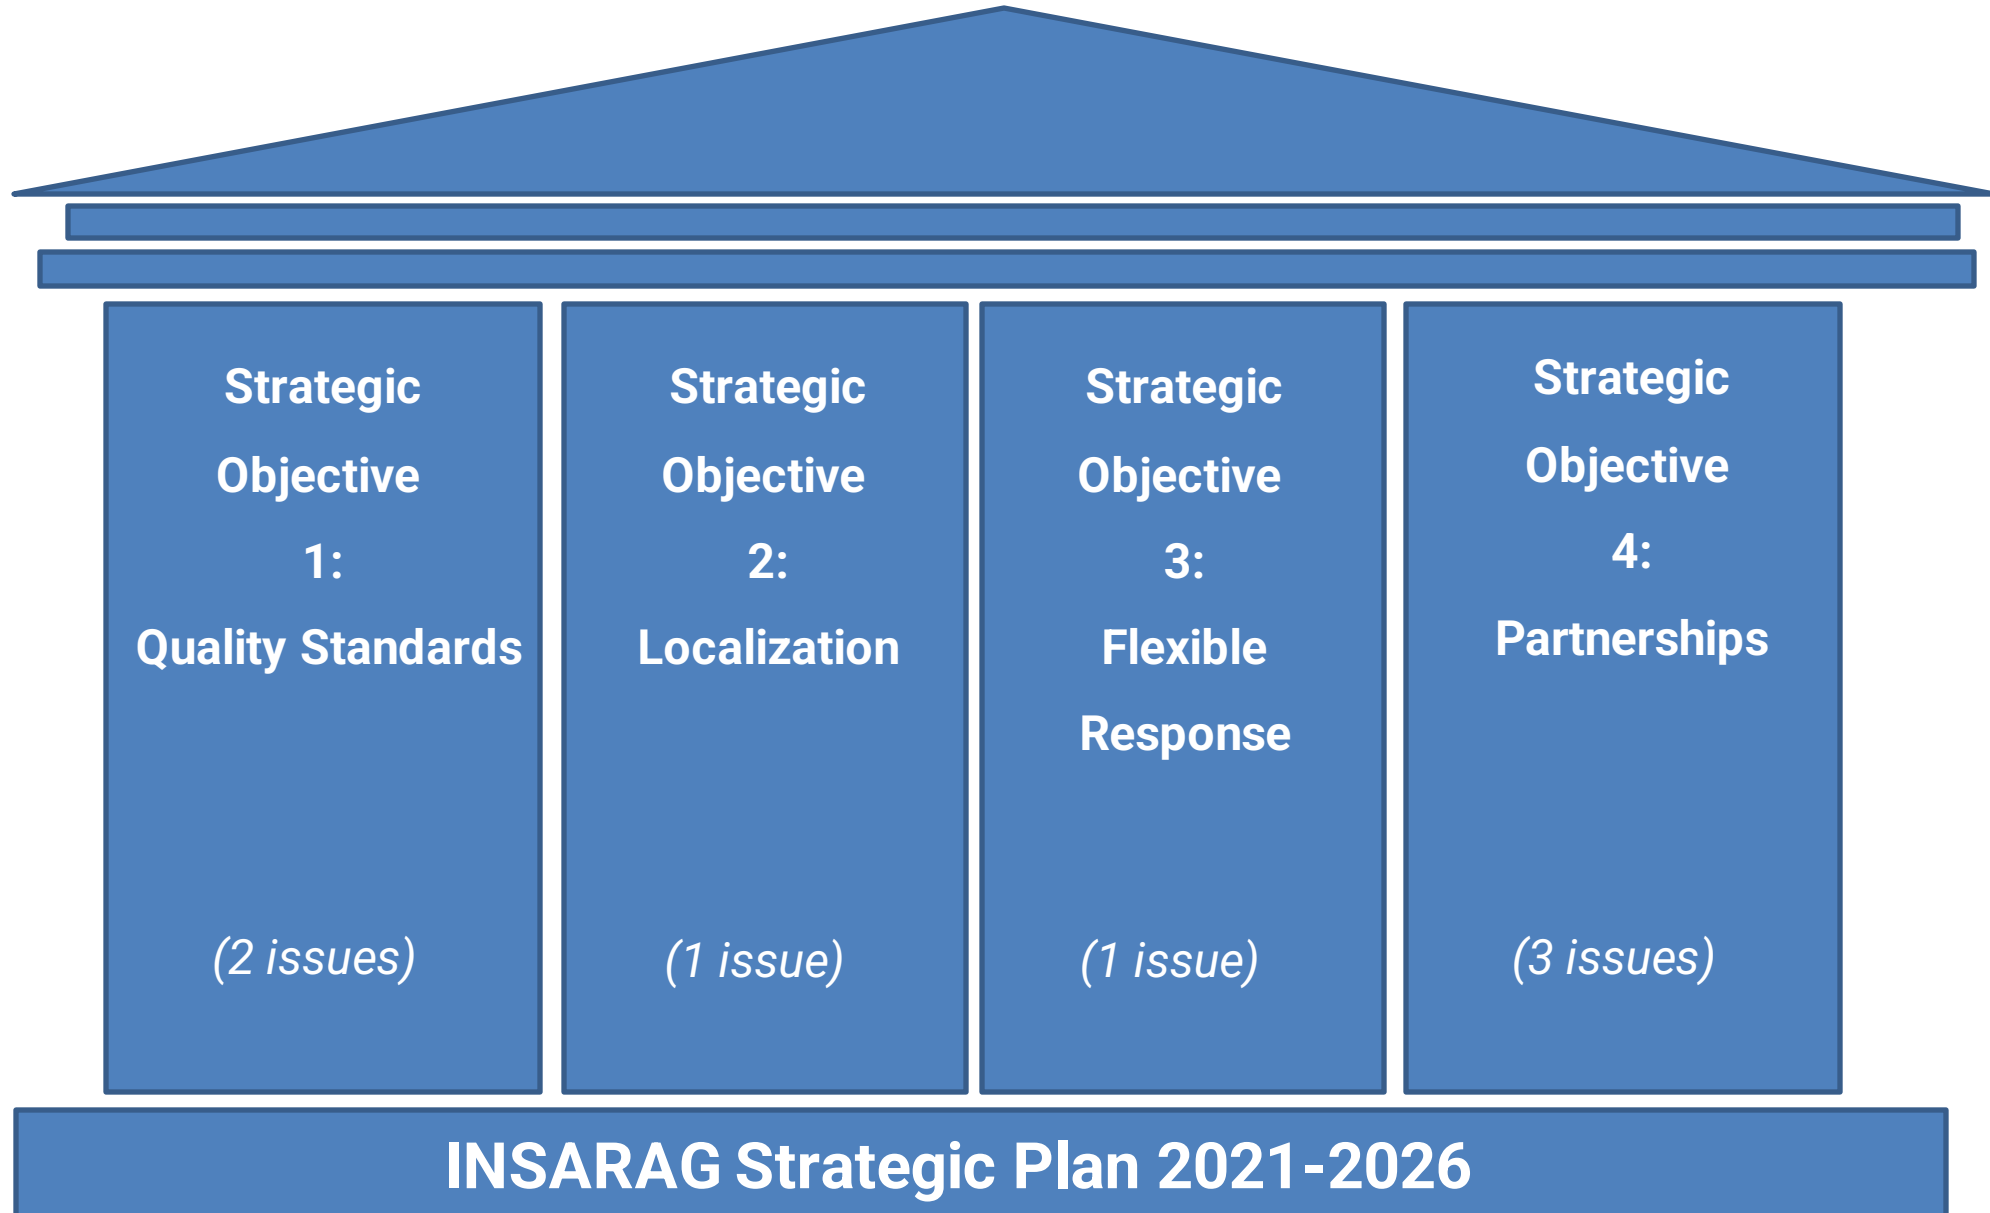 Strategic
Objective
1:
Quality Standards
(2 issues)
Strategic
Objective
2:
Localization
(1 issue)
Strategic
Objective
3:
Flexible
Response
(1 issue)
Strategic
Objective
4:
Partnerships
(3 issues)
INSARAG Strategic Plan 2021-2026